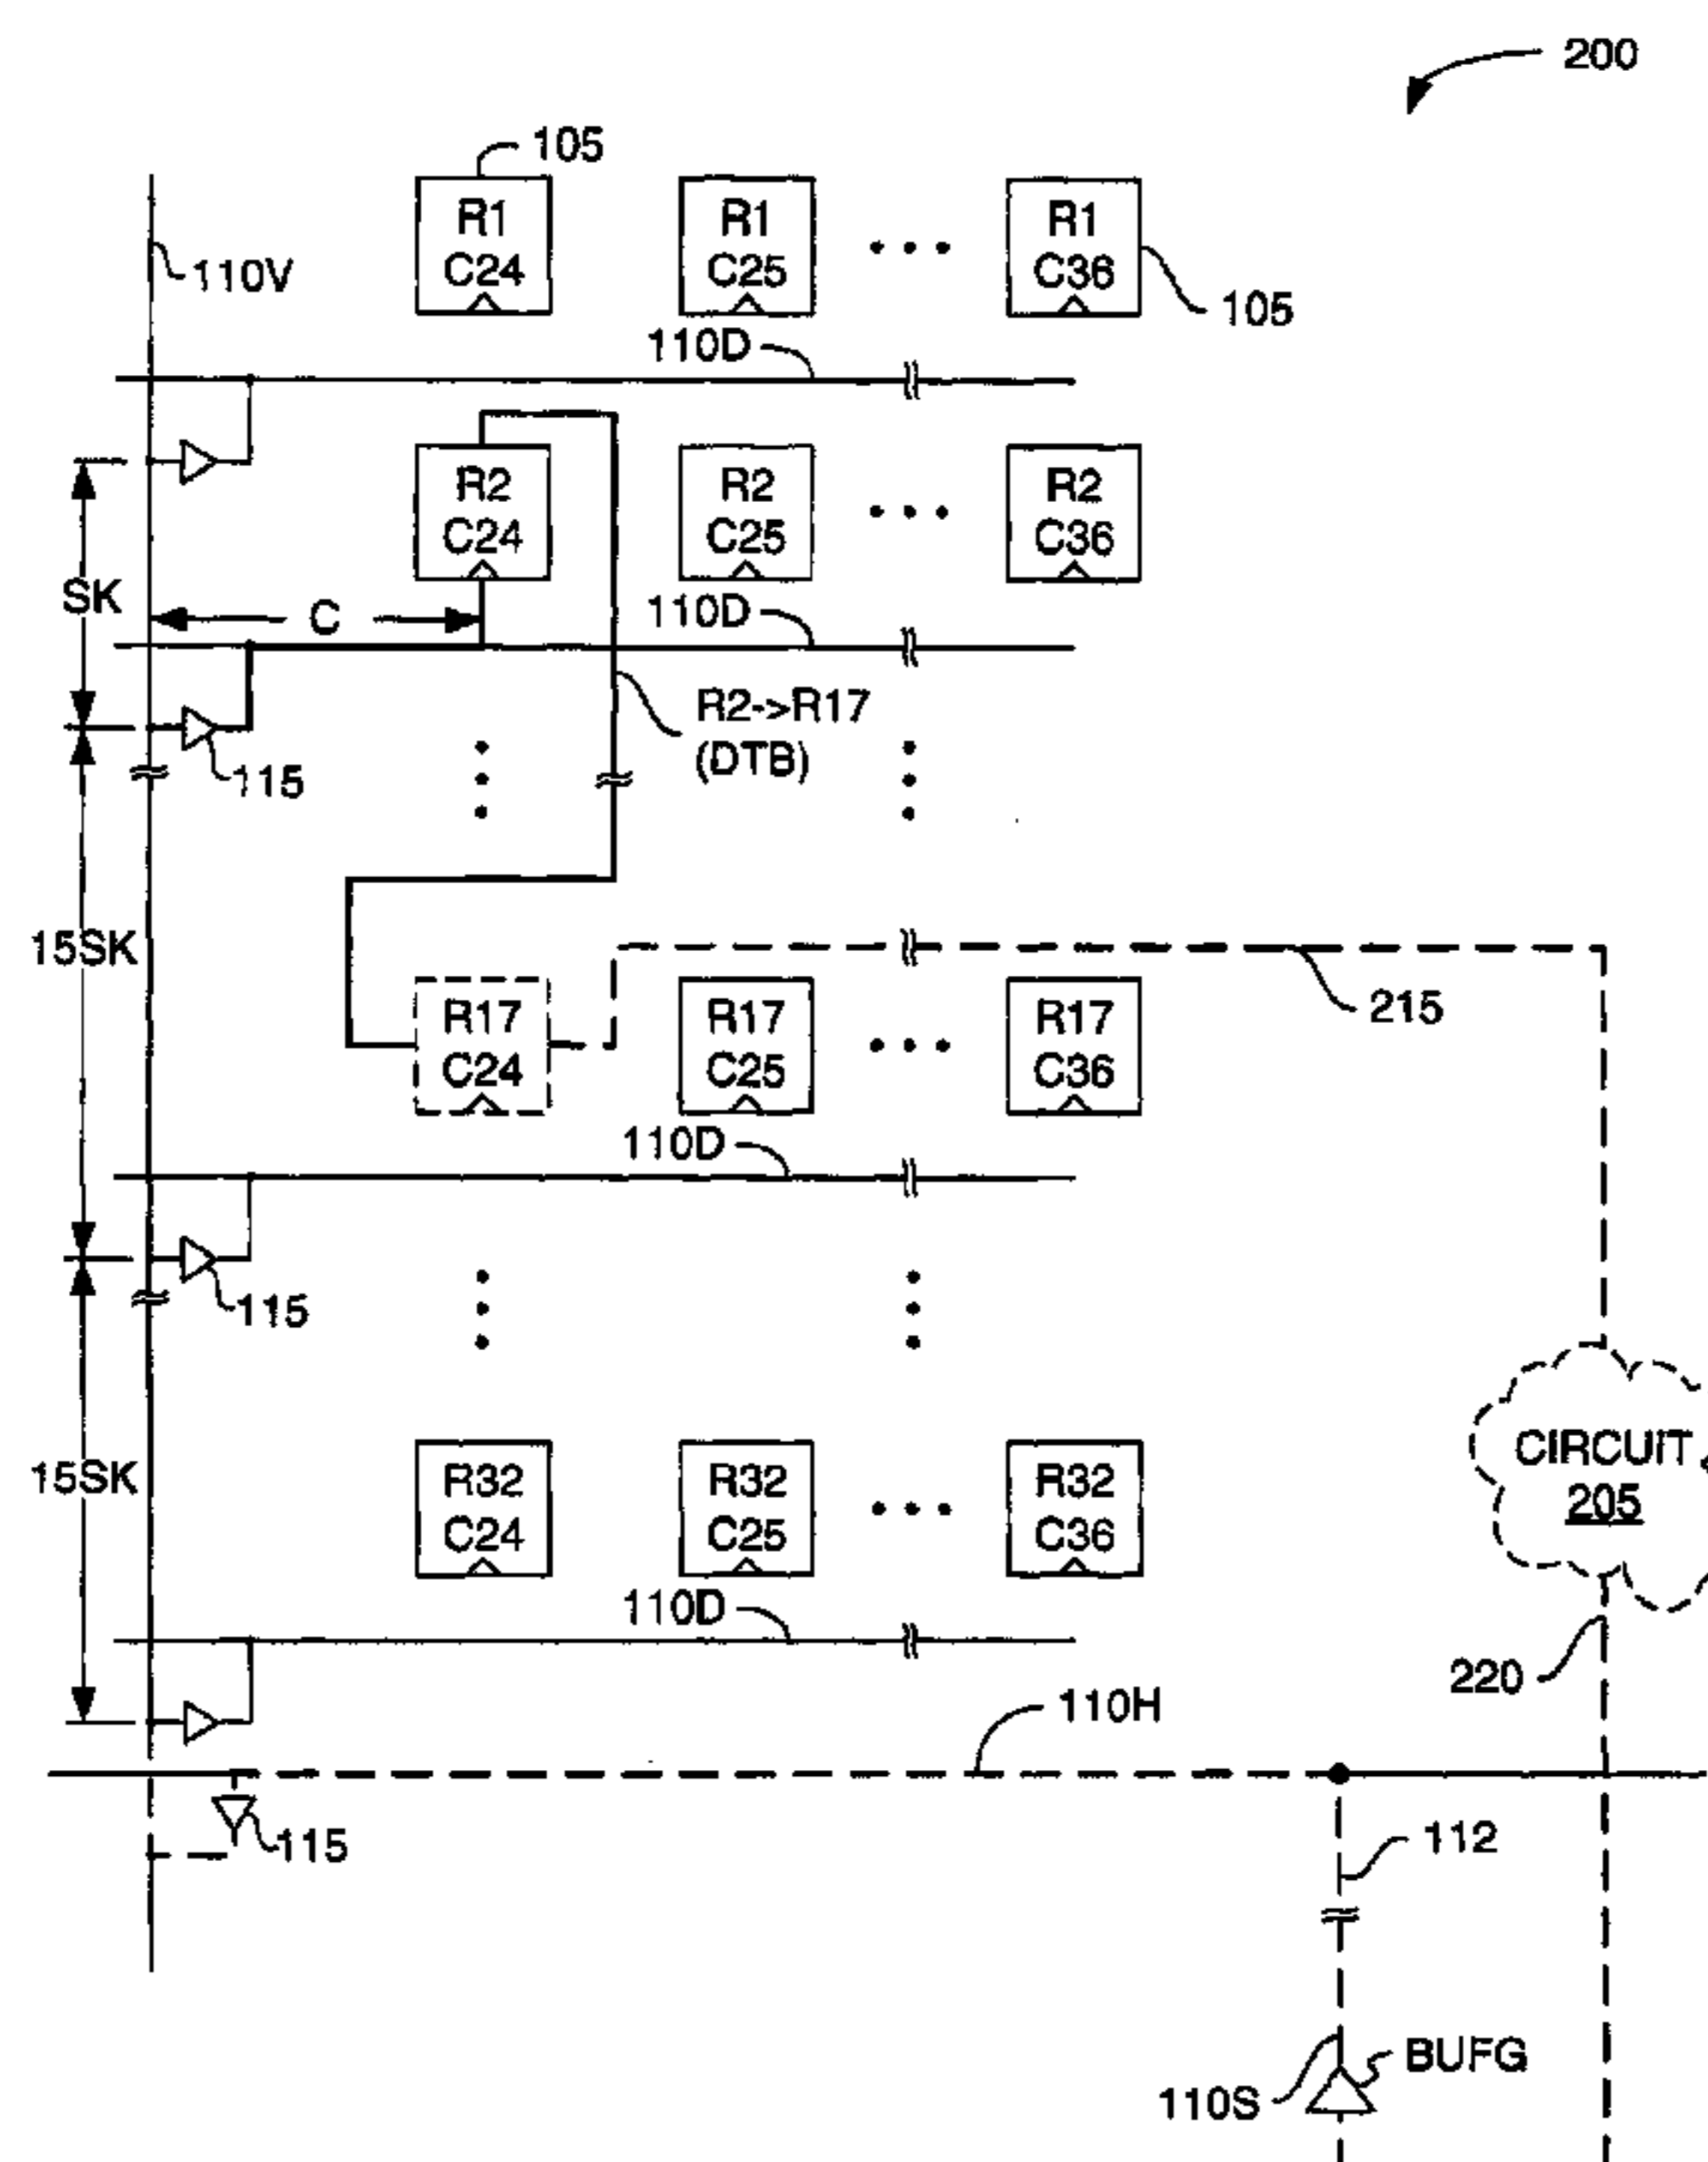 200
105
R1
C24
R1
C25
R1
C36
110V
105
110D
R2
C24
R2
C25
R2
C36
SK
C
110D
R2->R17
(DTB)
115
15SK
215
R17
C24
R17
C25
R17
C36
110D
115
15SK
R32
C24
R32
C25
R32
C36
CIRCUIT
205
110D
220
110H
115
112
BUFG
110S